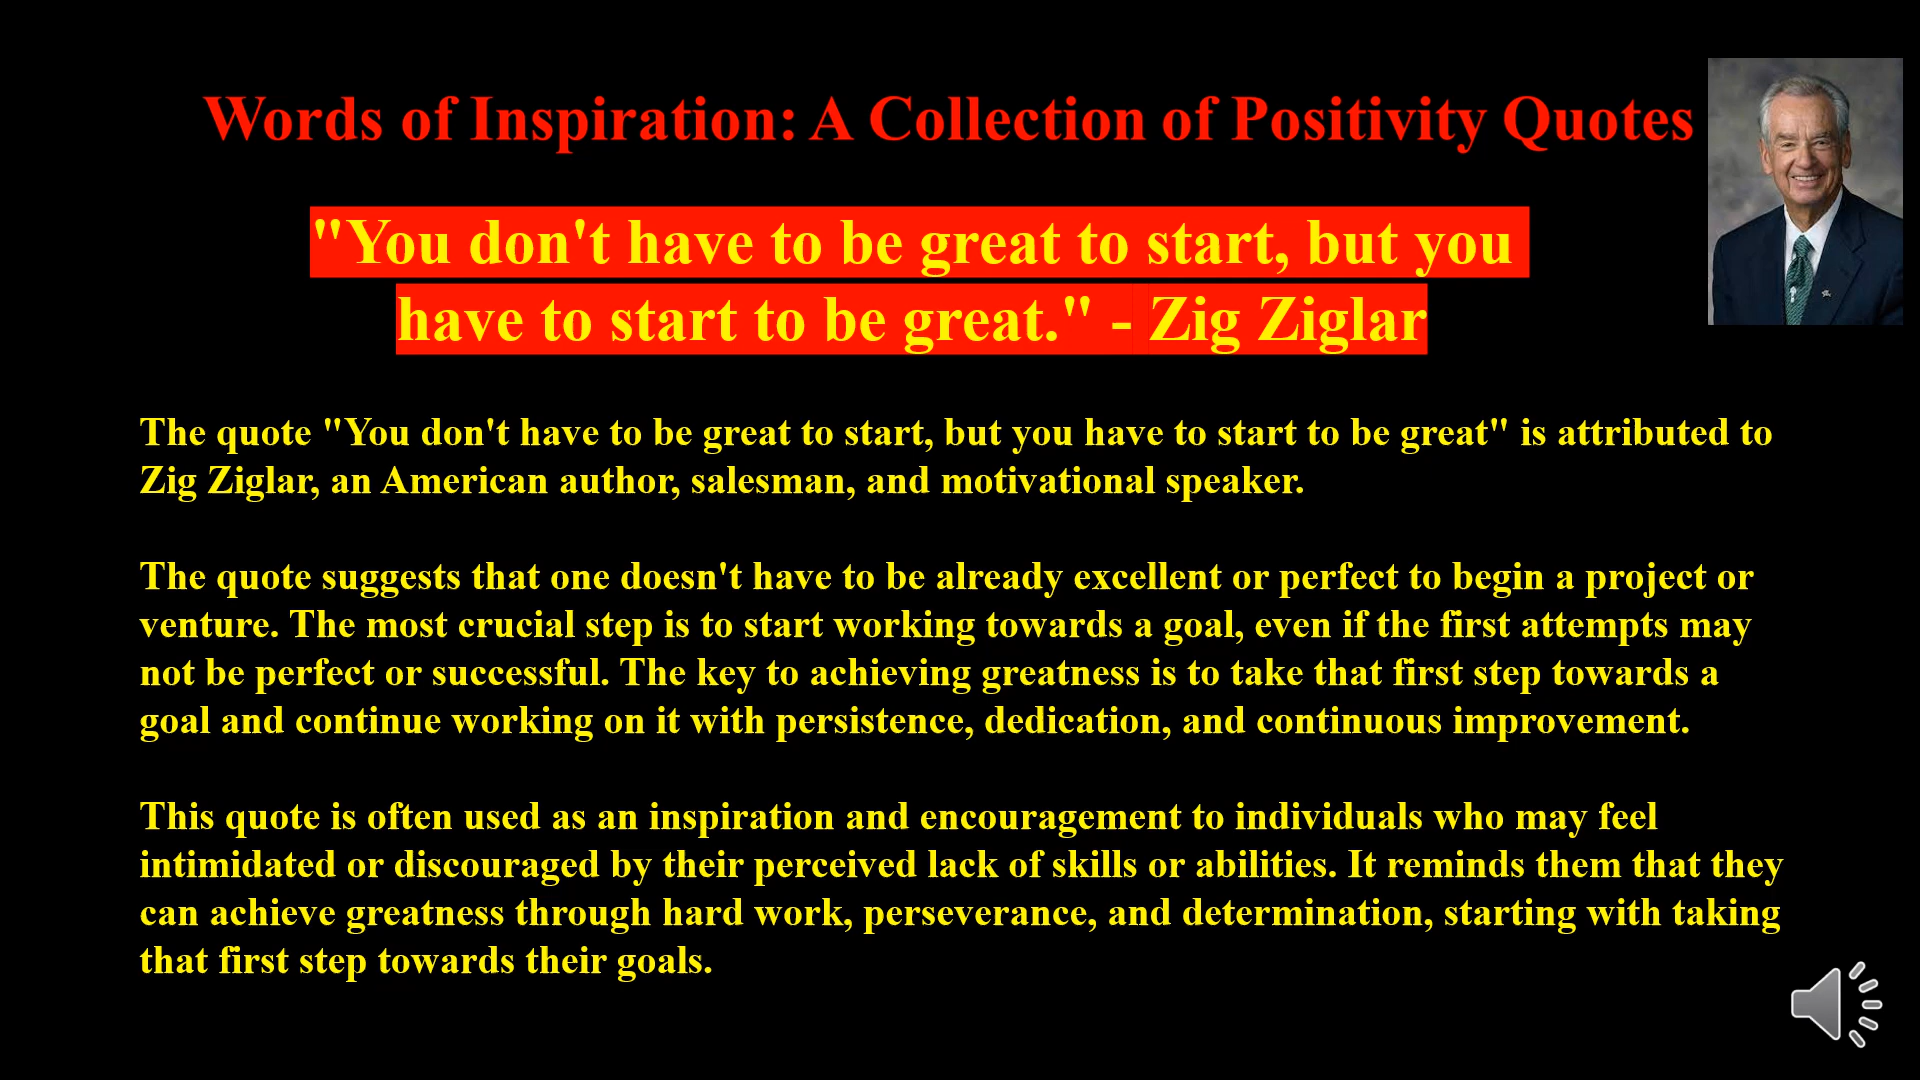 Words of Inspiration: A Collection of Positivity Quotes
"You don't have to be great to start, but you
have to start to be great." - Zig Ziglar
The quote "You don't have to be great to start, but you have to start to be great" is attributed to
Zig Ziglar, an American author, salesman, and motivational speaker.
The quote suggests that one doesn't have to be already excellent or perfect to begin a project or
venture. The most crucial step is to start working towards a goal, even if the first attempts may
not be perfect or successful. The key to achieving greatness is to take that first step towards a
goal and continue working on it with persistence, dedication, and continuous improvement.
This quote is often used as an inspiration and encouragement to individuals who may feel
intimidated or discouraged by their perceived lack of skills or abilities. It reminds them that they
can achieve greatness through hard work, perseverance, and determination, starting with taking
that first step towards their goals.